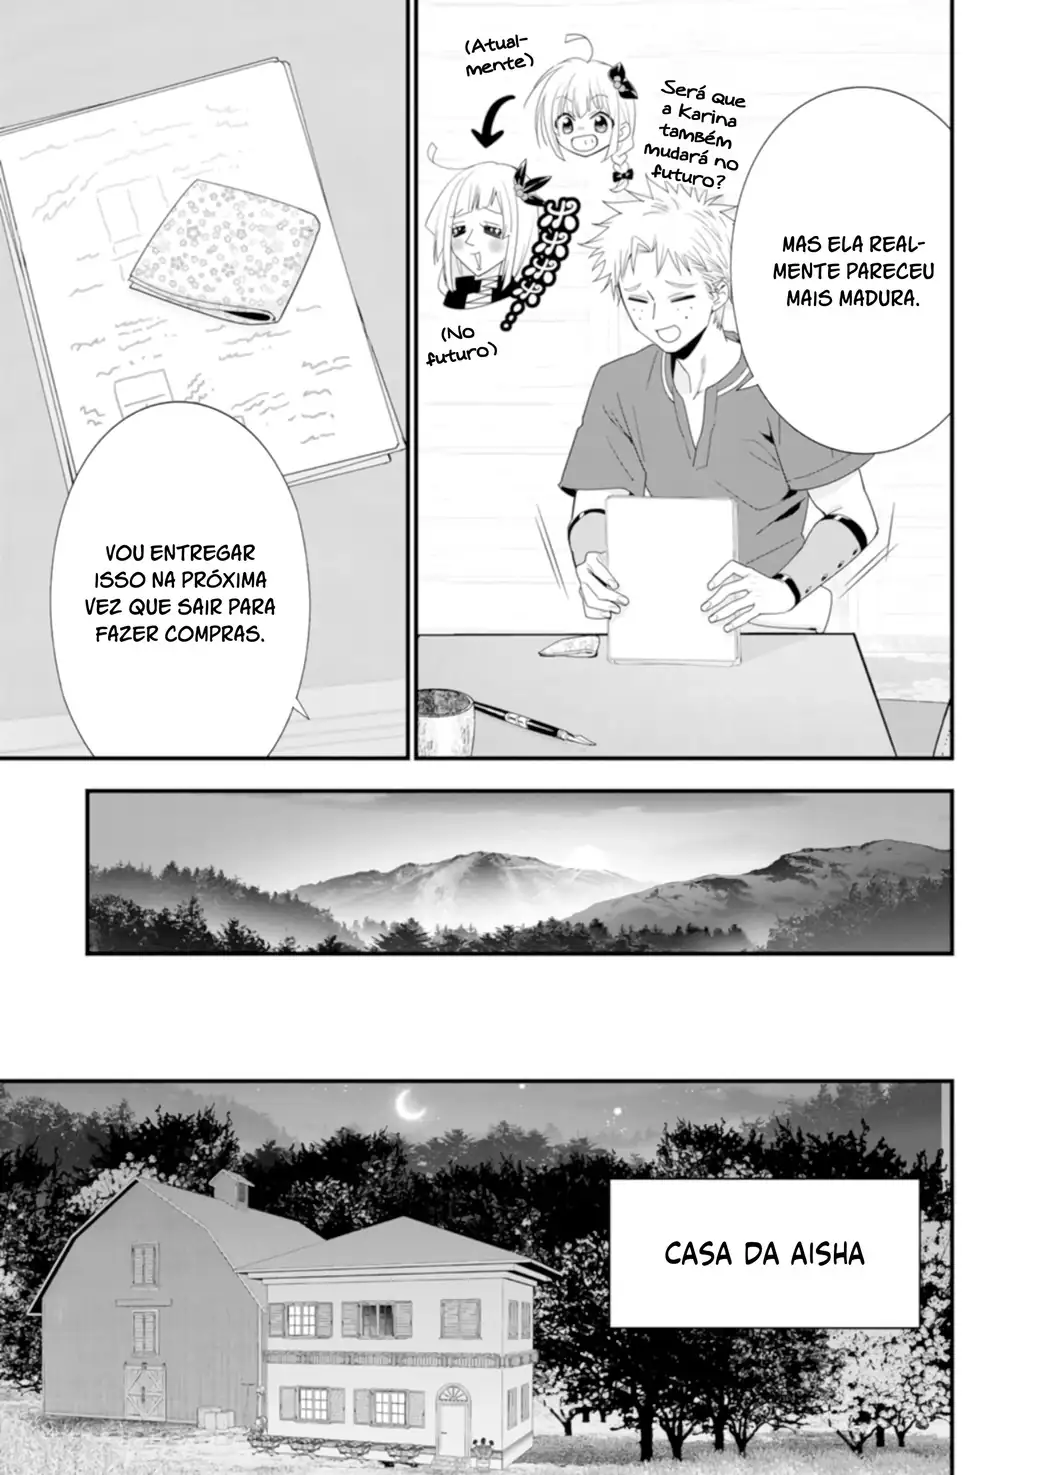 MAS ELA REAL-
MENTE PARECEU
MAIS MADURA.
Será que
a Karina
também
mudará no
futuro?
(Atual-
mente)
(No
futuro)
VOU ENTREGAR
ISSO NA PRÓXIMA
VEZ QUE SAIR PARA
FAZER COMPRAS.
CASA DA AISHA